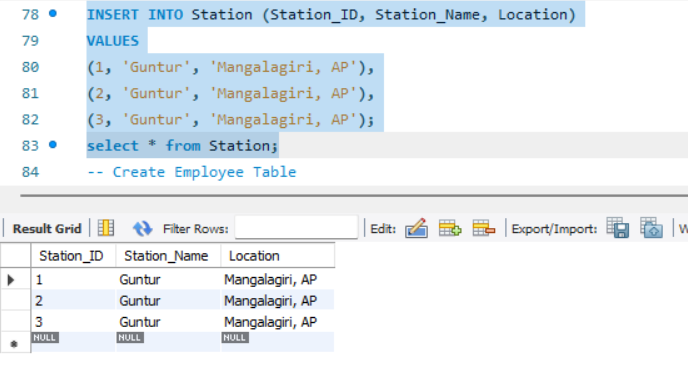 78 INSERT INTO Station (Station_ID, Station_Name, Location)
79 VALUES
80 (1, 'Guntur', 'Mangalagiri, AP'),
81 (2, 'Guntur', 'Mangalagiri, AP'),
82 (3, 'Guntur', 'Mangalagiri, AP');
83 select * from Station;
84 -- Create Employee Table
Result Grid Filter Rows: Edit: Export/Import: W
Station_ID Station_Name Location
1 Guntur Mangalagiri, AP
2 Guntur Mangalagiri, AP
3 Guntur Mangalagiri, AP
* NULL NULL NULL